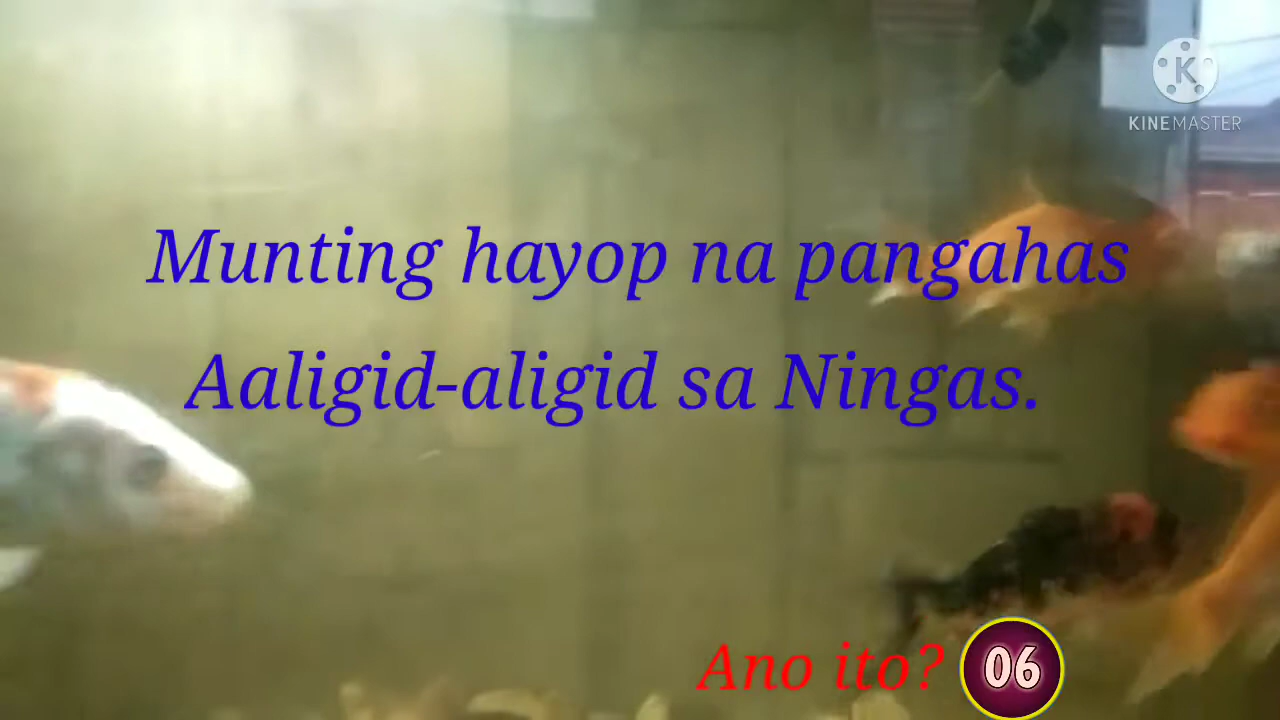 KINEMASTER
Munting hayop na pangahas
Aaligid-aligid sa Ningas.
Ano ito? 06